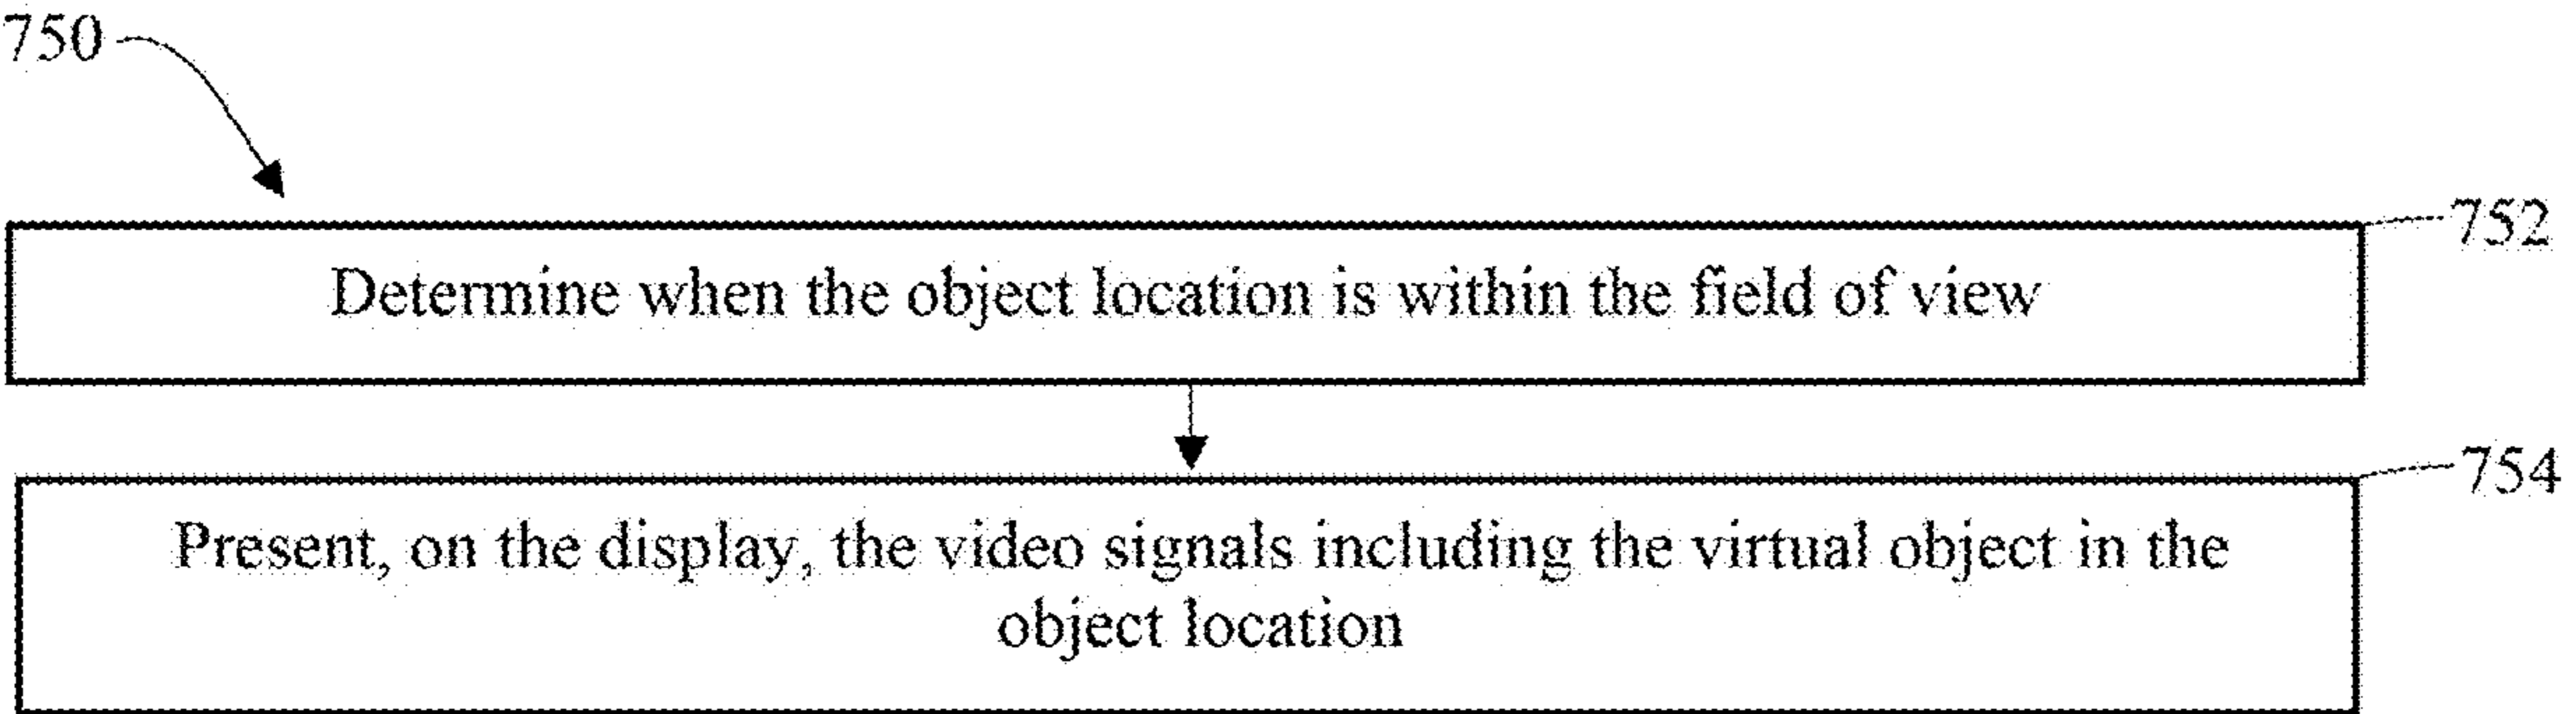 750
752
Determine when the object location is within the field of view
754
Present, on the display, the video signals including the virtual object in the
object location